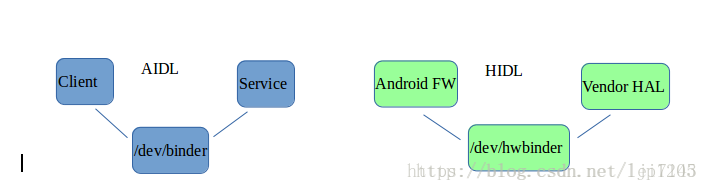 Client
AIDL
Service
/dev/binder
Android FW
HIDL
Vendor HAL
/dev/hwbinder